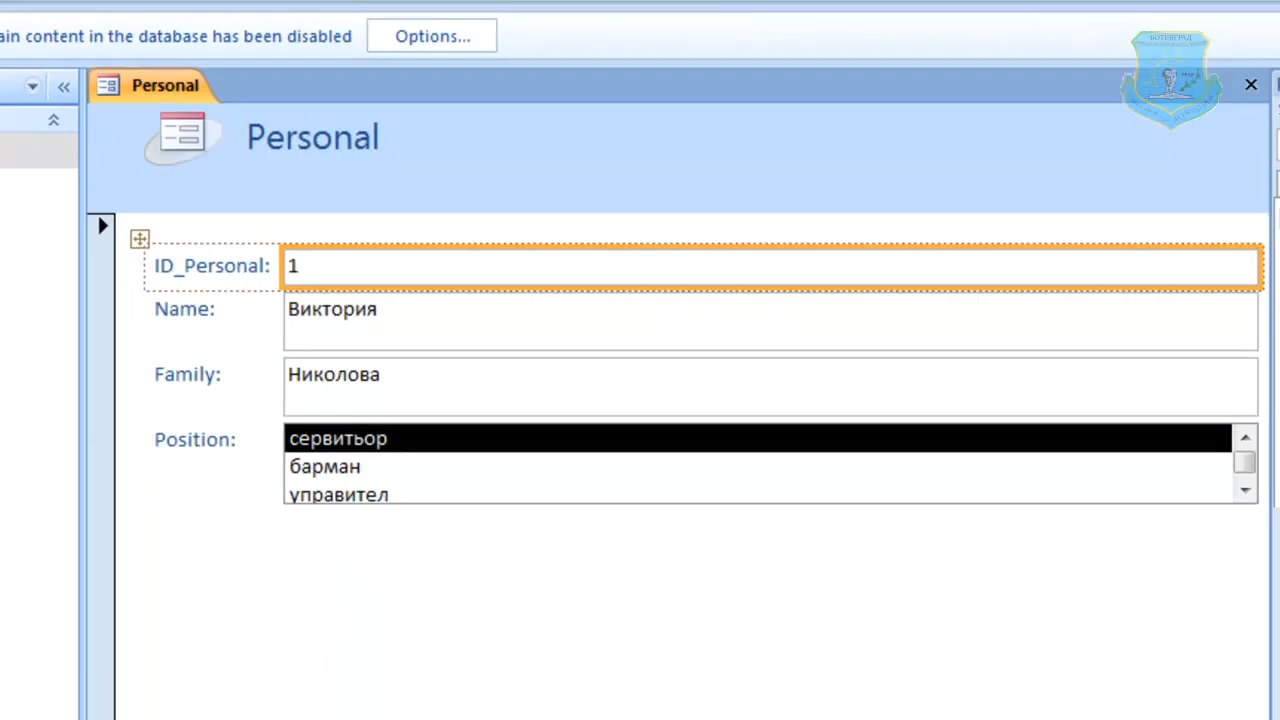 ain content in the database has been disabled
Options...
БОТЕВГРАД
Personal
Personal
ID_Personal: 1
Name: Виктория
Family: Николова
Position: сервитьор
барман
управител